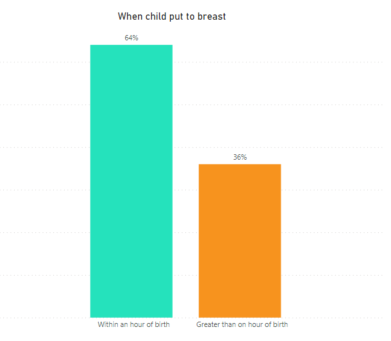 When child put to breast
64%
36%
Within an hour of birth
Greater than on hour of birth